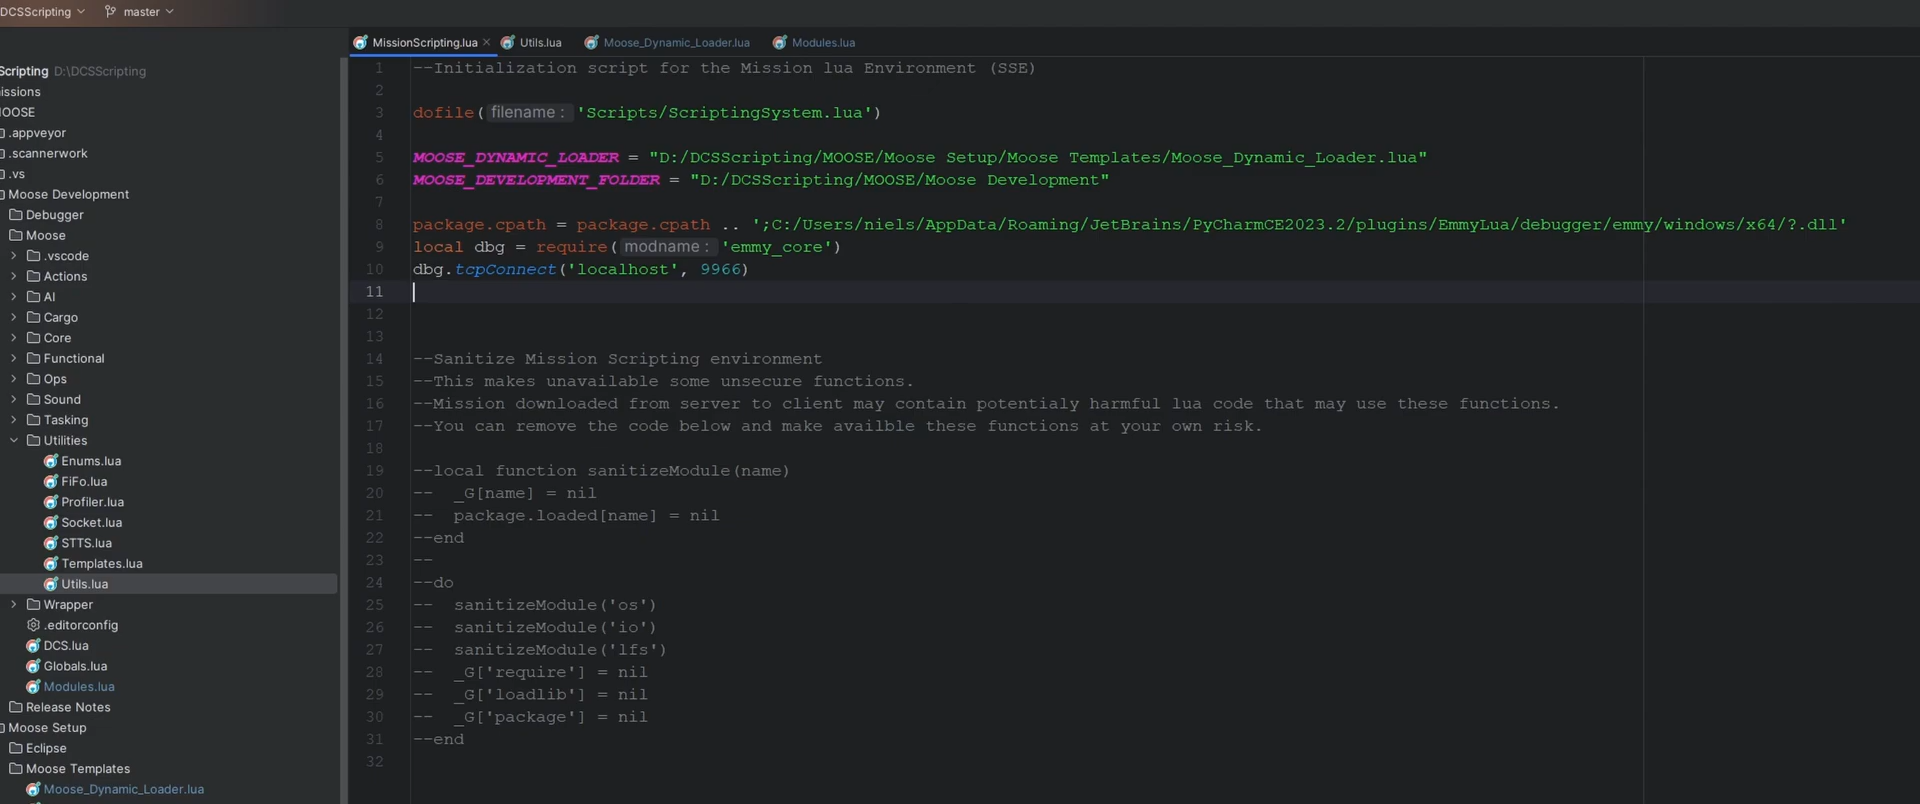 DCSScripting
master
Scripting D:\DCSScripting
issions
OOSE
.appveyor
.scannerwork
.vs
Moose Development
Debugger
Moose
.vscode
Actions
AI
Cargo
Core
Functional
Ops
Sound
Tasking
Utilities
Enums.lua
FiFo.lua
Profiler.lua
Socket.lua
STTS.lua
Templates.lua
Utils.lua
Wrapper
.editorconfig
DCS.lua
Globals.lua
Modules.lua
Release Notes
Moose Setup
Eclipse
Moose Templates
Moose_Dynamic_Loader.lua
MissionScripting.lua Utils.lua Moose_Dynamic_Loader.lua Modules.lua
1 --Initialization script for the Mission lua Environment (SSE)
2
3 dofile( filename : 'Scripts/ScriptingSystem.lua')
4
5 MOOSE_DYNAMIC_LOADER = "D:/DCSScripting/MOOSE/Moose Setup/Moose Templates/Moose_Dynamic_Loader.lua"
6 MOOSE_DEVELOPMENT_FOLDER = "D:/DCSScripting/MOOSE/Moose Development"
7
8 package.cpath = package.cpath .. ';C:/Users/niels/AppData/Roaming/JetBrains/PyCharmCE2023.2/plugins/EmmyLua/debugger/emmy/windows/x64/?.dll'
9 local dbg = require( modname : 'emmy_core')
10 dbg.tcpConnect('localhost', 9966)
11
12
13
14 --Sanitize Mission Scripting environment
15 --This makes unavailable some unsecure functions.
16 --Mission downloaded from server to client may contain potentialy harmful lua code that may use these functions.
17 --You can remove the code below and make availble these functions at your own risk.
18
19 --local function sanitizeModule(name)
20 --  _G[name] = nil
21 --  package.loaded[name] = nil
22 --end
23 --
24 --do
25 --  sanitizeModule('os')
26 --  sanitizeModule('io')
27 --  sanitizeModule('lfs')
28 --  _G['require'] = nil
29 --  _G['loadlib'] = nil
30 --  _G['package'] = nil
31 --end
32